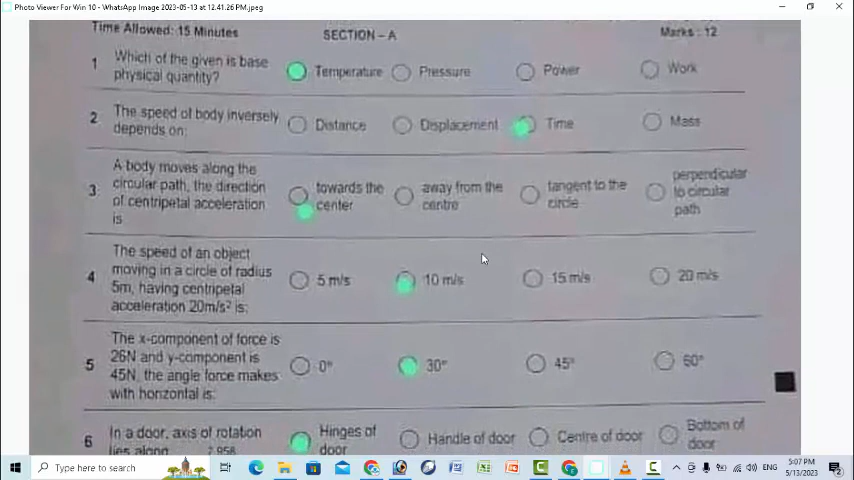 Photo Viewer For Win 10 - WhatsApp Image 2023-05-13 at 12.41.26 PM.jpeg
Time Allowed: 15 Minutes SECTION – A Marks : 12
1 Which of the given is base physical quantity? Temperature Pressure Power Work
2 The speed of body inversely depends on: Distance Displacement Time Mass
3 A body moves along the circular path, the direction of centripetal acceleration is towards the center away from the centre tangent to the circle perpendicular to circular path
4 The speed of an object moving in a circle of radius 5m, having centripetal acceleration 20m/s² is: 5 m/s 10 m/s 15 m/s 20 m/s
5 The x-component of force is 26N and y-component is 45N, the angle force makes with horizontal is: 0° 30° 45° 60°
6 In a door, axis of rotation lies along Hinges of door Handle of door Centre of door Bottom of door
Type here to search
ENG
5:07 PM
5/13/2023
2